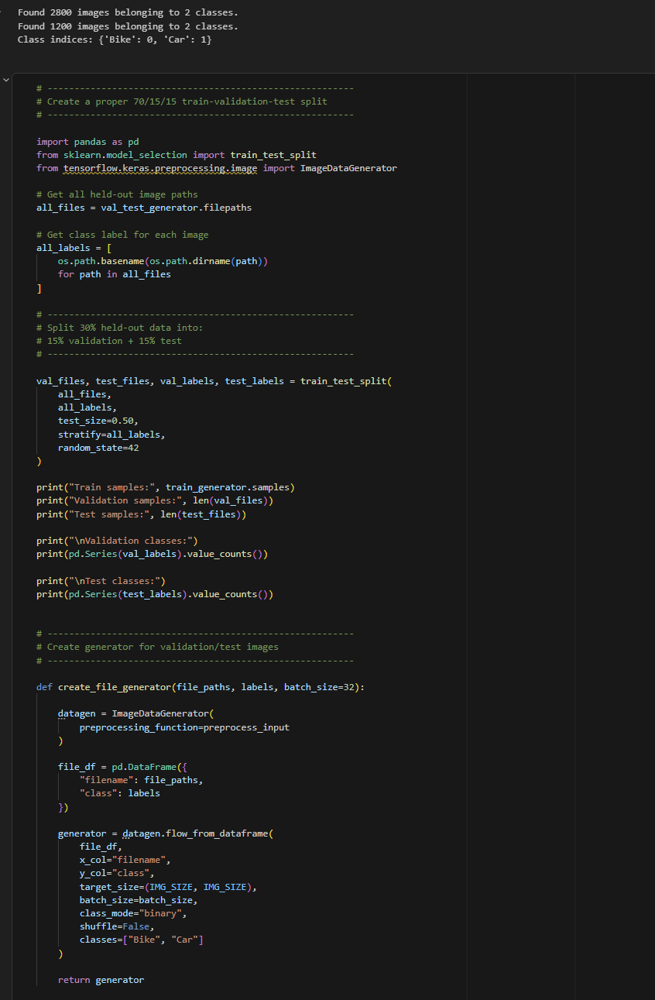 Found 2800 images belonging to 2 classes.
Found 1200 images belonging to 2 classes.
Class indices: {'Bike': 0, 'Car': 1}
# ---------------------------------------------------------
# Create a proper 70/15/15 train-validation-test split
# ---------------------------------------------------------
import pandas as pd
from sklearn.model_selection import train_test_split
from tensorflow.keras.preprocessing.image import ImageDataGenerator
# Get all held-out image paths
all_files = val_test_generator.filepaths
# Get class label for each image
all_labels = [
    os.path.basename(os.path.dirname(path))
    for path in all_files
]
# ---------------------------------------------------------
# Split 30% held-out data into:
# 15% validation + 15% test
# ---------------------------------------------------------
val_files, test_files, val_labels, test_labels = train_test_split(
    all_files,
    all_labels,
    test_size=0.50,
    stratify=all_labels,
    random_state=42
)
print("Train samples:", train_generator.samples)
print("Validation samples:", len(val_files))
print("Test samples:", len(test_files))
print("\nValidation classes:")
print(pd.Series(val_labels).value_counts())
print("\nTest classes:")
print(pd.Series(test_labels).value_counts())
# ---------------------------------------------------------
# Create generator for validation/test images
# ---------------------------------------------------------
def create_file_generator(file_paths, labels, batch_size=32):
    datagen = ImageDataGenerator(
        preprocessing_function=preprocess_input
    )
    file_df = pd.DataFrame({
        "filename": file_paths,
        "class": labels
    })
    generator = datagen.flow_from_dataframe(
        file_df,
        x_col="filename",
        y_col="class",
        target_size=(IMG_SIZE, IMG_SIZE),
        batch_size=batch_size,
        class_mode="binary",
        shuffle=False,
        classes=["Bike", "Car"]
    )
    return generator